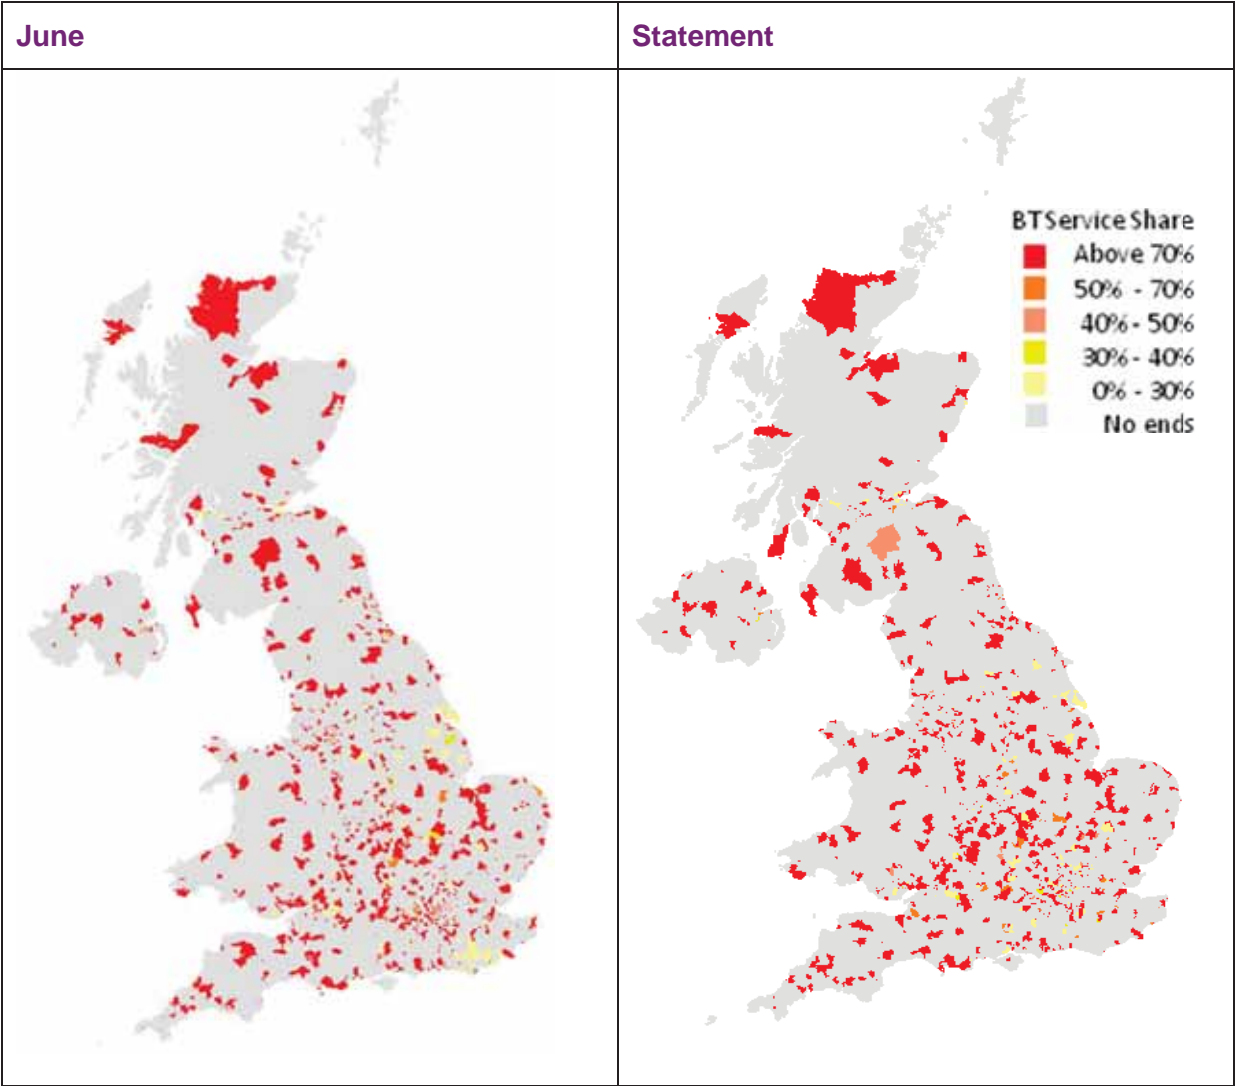 June
Statement
BT Service Share
Above 70%
50% - 70%
40% - 50%
30% - 40%
0% - 30%
No ends